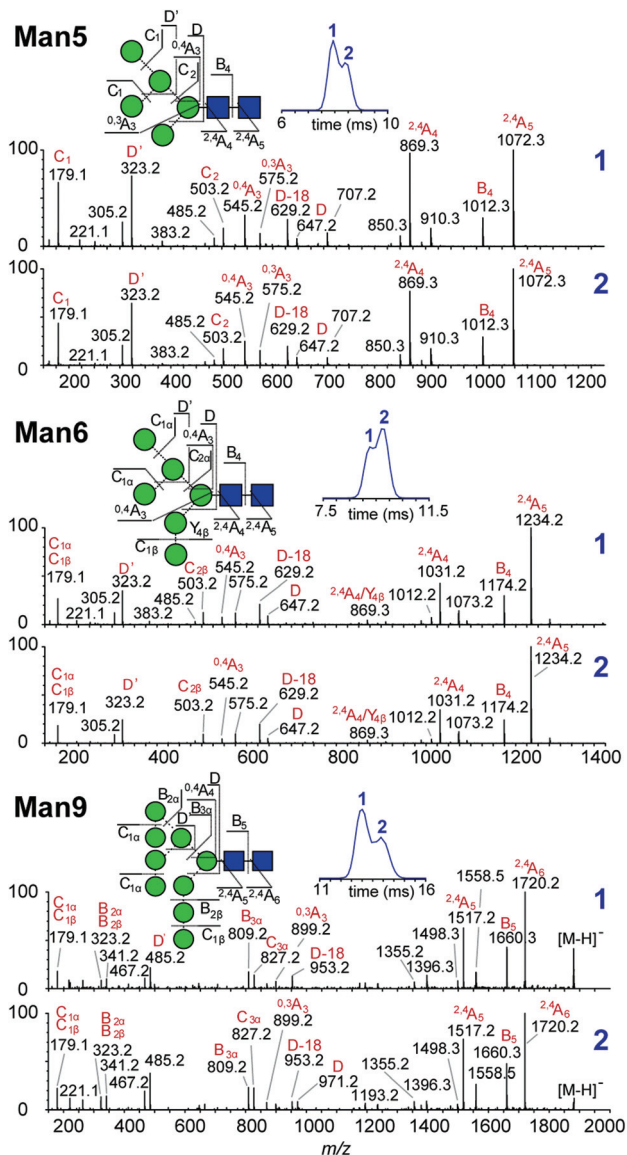 Man5
D'
C1
0,4A3
D
C2
B4
C1
0,3A3
2,4A4
2,4A5
1
2
6
10
time (ms)
100
C1
179.1
D'
323.2
C2
503.2
0,4A3
545.2
0,3A3
575.2
D-18
629.2
D
647.2
707.2
2,4A4
869.3
2,4A5
1072.3
1
305.2
221.1
383.2
485.2
850.3
910.3
B4
1012.3
0
100
C1
179.1
D'
323.2
0,4A3
545.2
0,3A3
575.2
2,4A4
869.3
2,4A5
1072.3
2
305.2
221.1
383.2
485.2
C2
503.2
D-18
629.2
D
647.2
707.2
850.3
910.3
B4
1012.3
0
200 300 400 500 600 700 800 900 1000 1200
Man6
D'
C1α
0,4A3
D
C2α
B4
C1α
0,4A3
Y4β
2,4A4
2,4A5
C1β
1
2
7.5
11.5
time (ms)
100
C1α
C1β
179.1
D'
323.2
305.2
221.1
383.2
485.2
C2β
503.2
0,4A3
545.2
575.2
D-18
629.2
D
647.2
2,4A4/Y4β
869.3
1012.2
2,4A4
1031.2
1073.2
B4
1174.2
2,4A5
1234.2
1
0
100
C1α
C1β
179.1
D'
323.2
305.2
C2β
503.2
0,4A3
545.2
575.2
D-18
629.2
D
647.2
2,4A4/Y4β
869.3
1012.2
2,4A4
1031.2
1073.2
B4
1174.2
2,4A5
1234.2
2
0
200 400 600 800 1000 1200 1400
Man9
B2α
0,4A4
D
B3α
C1α
D'
B5
C1α
2,4A5
2,4A6
B2β
C1β
1
2
11
16
time (ms)
100
C1α
C1β
179.1
B2α
B2β
323.2
341.2
467.2
D'
485.2
B3α
809.2
C3α
827.2
0,3A3
899.2
D-18
953.2
1355.2
1396.3
1498.3
2,4A5
1517.2
1558.5
B5
1660.3
2,4A6
1720.2
[M-H]-
1
0
100
C1α
C1β
179.1
221.1
B2α
B2β
323.2
341.2
467.2
485.2
B3α
809.2
C3α
827.2
0,3A3
899.2
D-18
953.2
D
971.2
1193.2
1355.2
1396.3
1498.3
2,4A5
1517.2
1558.5
B5
1660.3
2,4A6
1720.2
[M-H]-
2
0
200 400 600 800 1000 1200 1400 1600 1800 2000
m/z